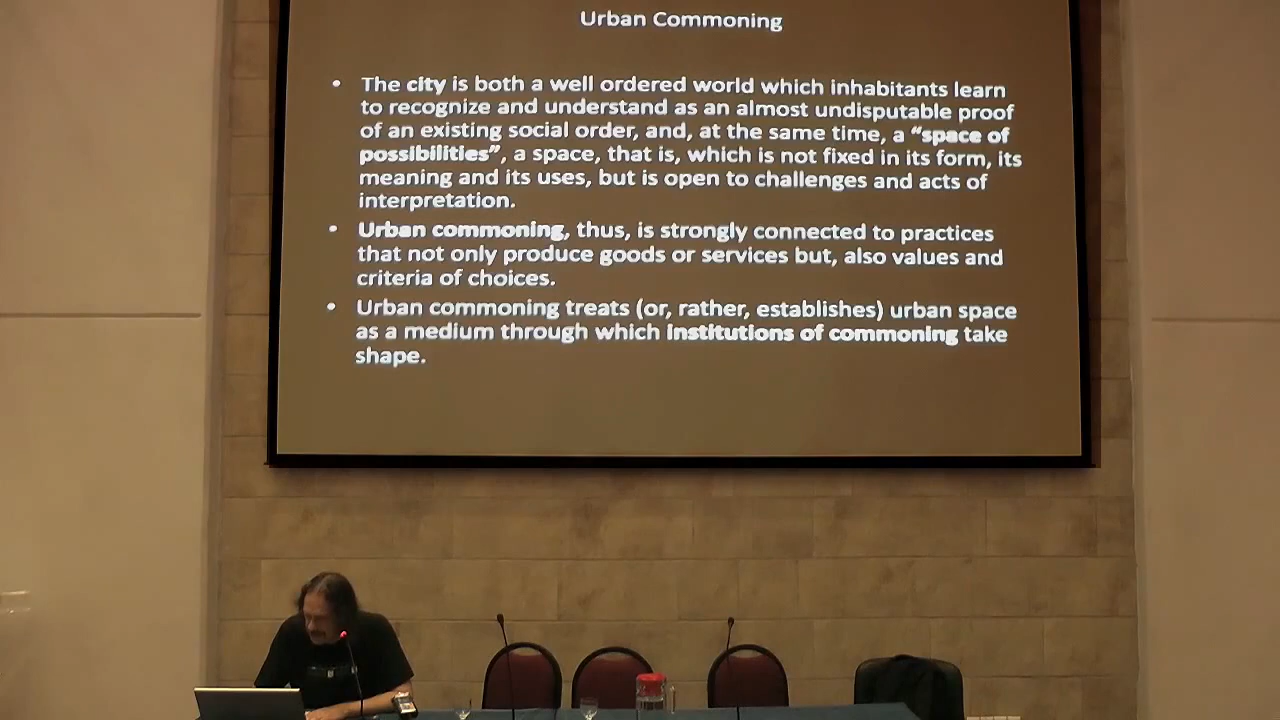 Urban Commoning
• The city is both a well ordered world which inhabitants learn
to recognize and understand as an almost undisputable proof
of an existing social order, and, at the same time, a “space of
possibilities”, a space, that is, which is not fixed in its form, its
meaning and its uses, but is open to challenges and acts of
interpretation.
• Urban commoning, thus, is strongly connected to practices
that not only produce goods or services but, also values and
criteria of choices.
• Urban commoning treats (or, rather, establishes) urban space
as a medium through which institutions of commoning take
shape.